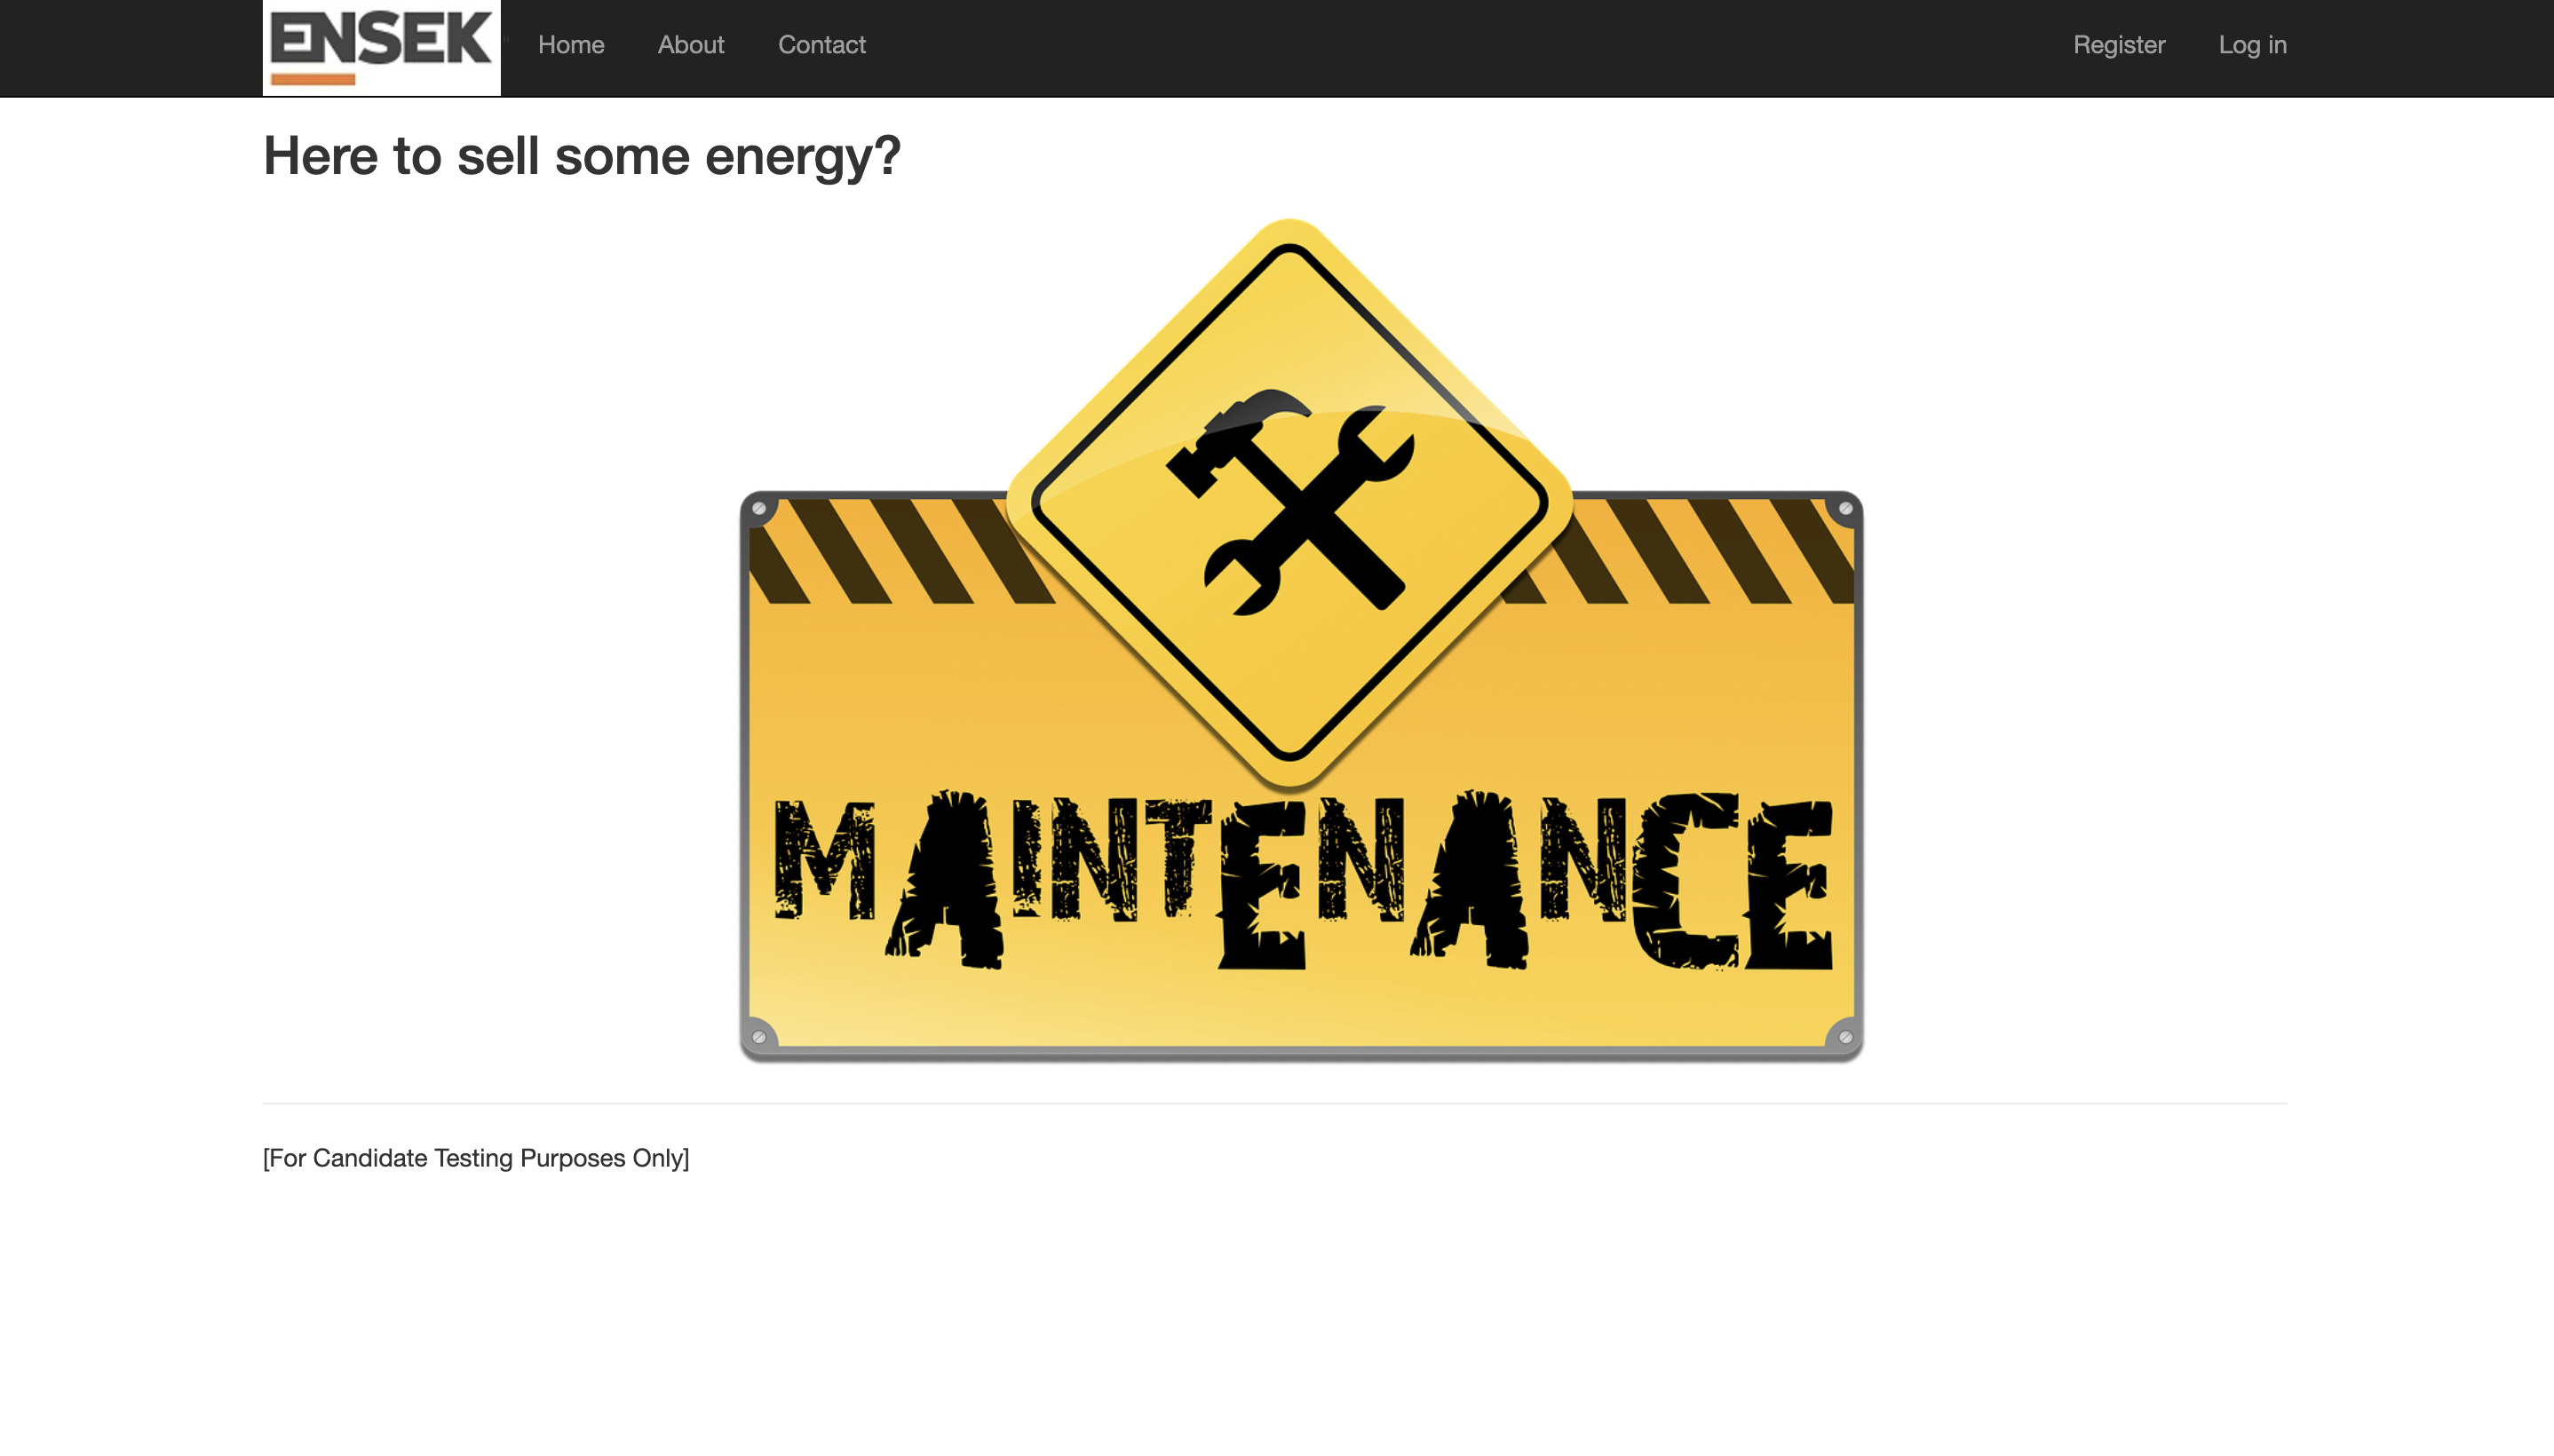 ENSEK
Home About Contact Register Log in
Here to sell some energy?
MAINTENANCE
[For Candidate Testing Purposes Only]